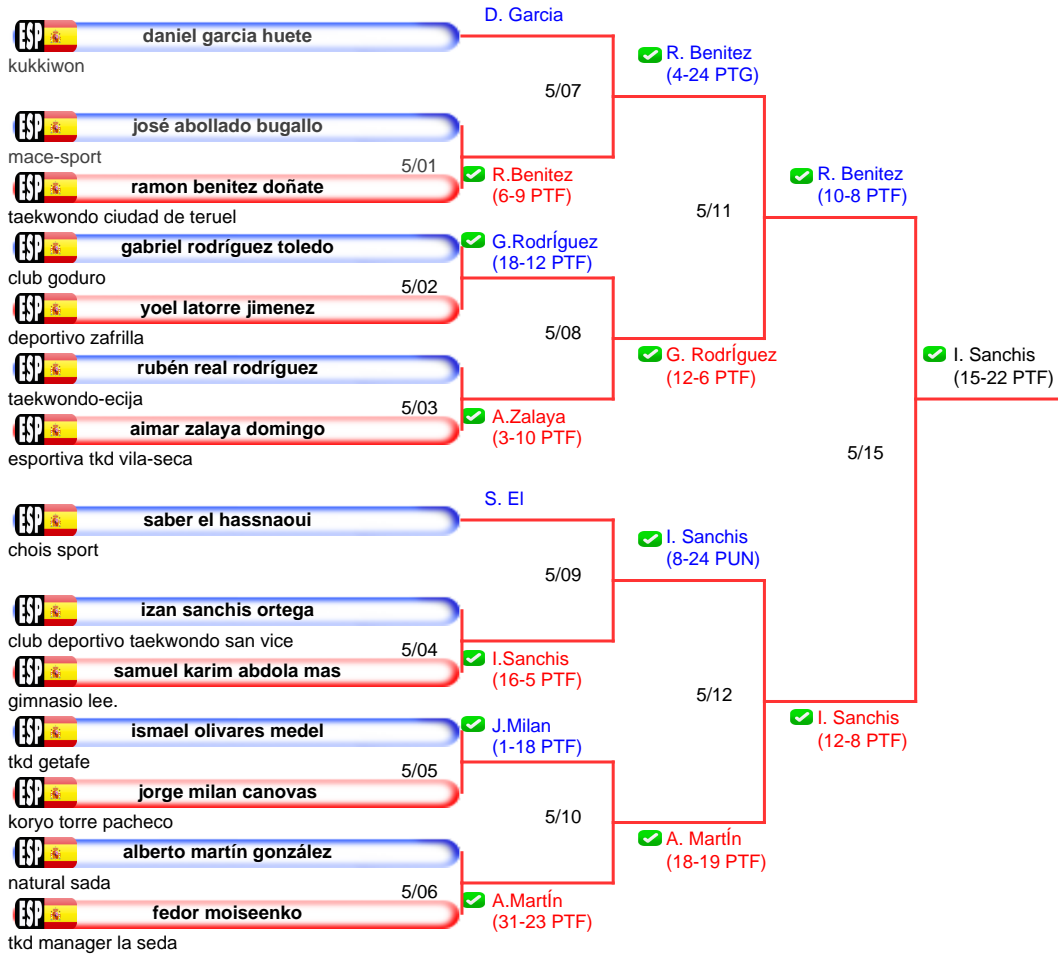 D. Garcia
ESP daniel garcia huete
kukkiwon
R. Benitez
(4-24 PTG)
5/07
ESP josé abollado bugallo
mace-sport
5/01
R.Benitez
(6-9 PTF)
ESP ramon benitez doñate
taekwondo ciudad de teruel
R. Benitez
(10-8 PTF)
5/11
ESP gabriel rodríguez toledo
club goduro
G.RodrÍguez
(18-12 PTF)
5/02
ESP yoel latorre jimenez
deportivo zafrilla
5/08
G. RodrÍguez
(12-6 PTF)
ESP rubén real rodríguez
taekwondo-ecija
5/03
A.Zalaya
(3-10 PTF)
ESP aimar zalaya domingo
esportiva tkd vila-seca
I. Sanchis
(15-22 PTF)
5/15
S. El
ESP saber el hassnaoui
chois sport
I. Sanchis
(8-24 PUN)
5/09
ESP izan sanchis ortega
club deportivo taekwondo san vice
5/04
I.Sanchis
(16-5 PTF)
ESP samuel karim abdola mas
gimnasio lee.
5/12
I. Sanchis
(12-8 PTF)
ESP ismael olivares medel
tkd getafe
J.Milan
(1-18 PTF)
5/05
ESP jorge milan canovas
koryo torre pacheco
5/10
A. MartÍn
(18-19 PTF)
ESP alberto martín gonzález
natural sada
5/06
A.MartÍn
(31-23 PTF)
ESP fedor moiseenko
tkd manager la seda